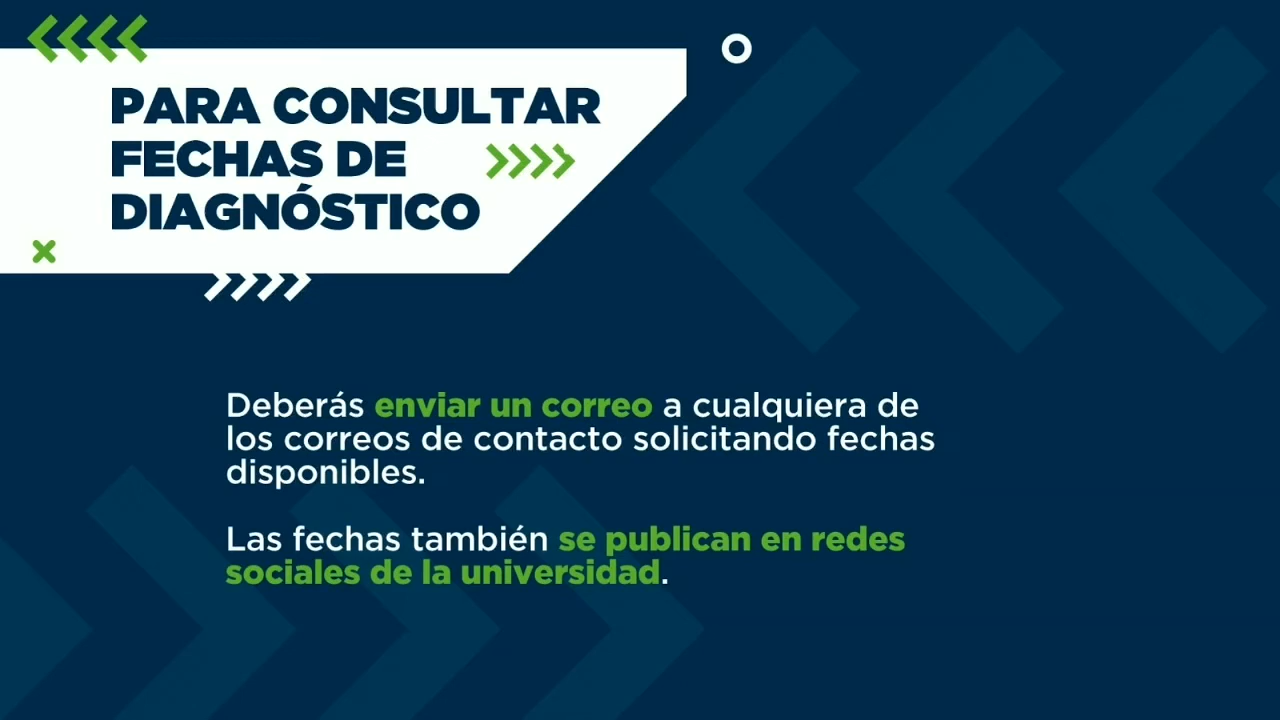 PARA CONSULTAR
FECHAS DE
DIAGNÓSTICO
Deberás enviar un correo a cualquiera de
los correos de contacto solicitando fechas
disponibles.
Las fechas también se publican en redes
sociales de la universidad.